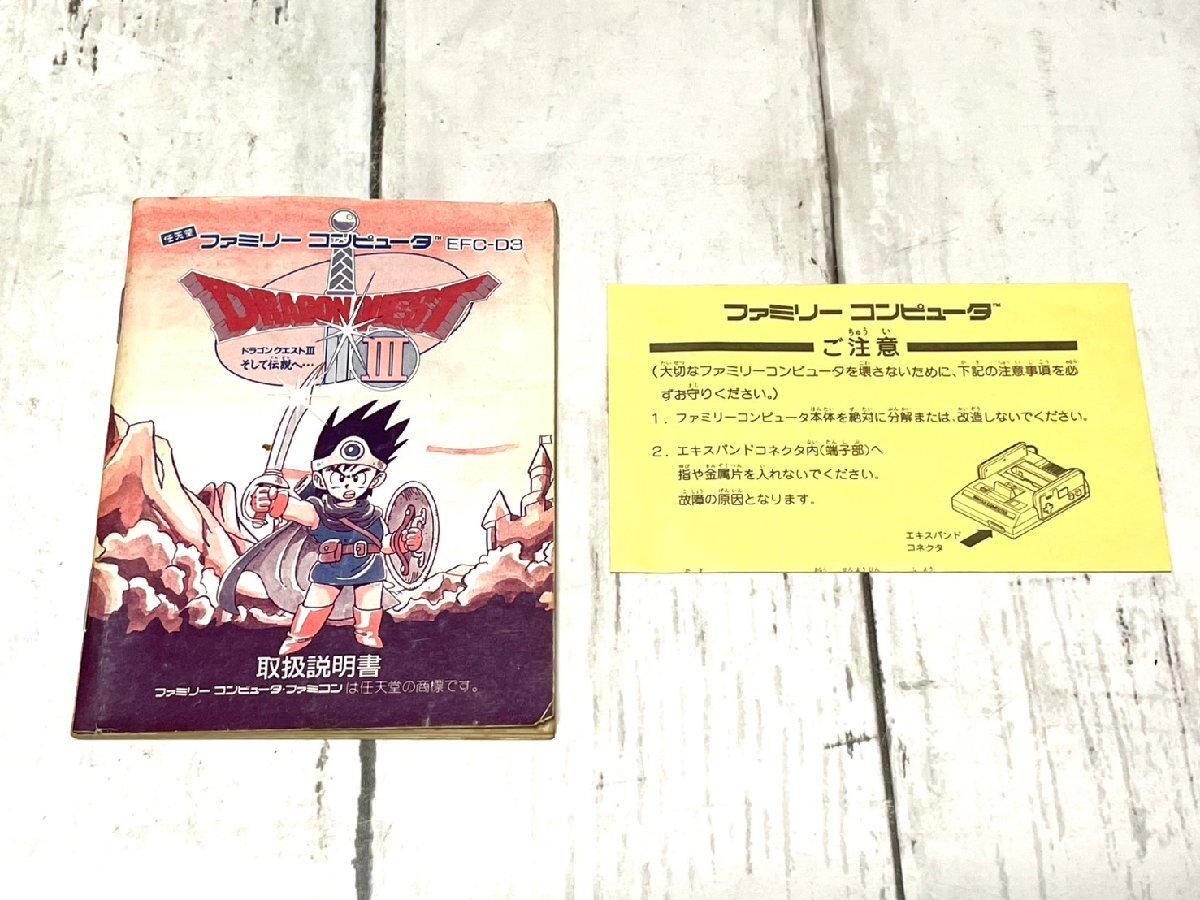 任天堂 ファミリー コンピュータ™ EFC-D3
DRAGON QUEST
III
ドラゴンクエストIII
そして伝説へ…
取扱説明書
ファミリー コンピュータ・ファミコンは任天堂の商標です。
ファミリー コンピュータ™
ご注意
(大切なファミリーコンピュータを壊さないために、下記の注意事項を必
ずお守りください。)
1. ファミリーコンピュータ本体を絶対に分解または、改造しないでください。
2. エキスパンドコネクタ内(端子部)へ
指や金属片を入れないでください。
故障の原因となります。
エキスパンド
コネクタ